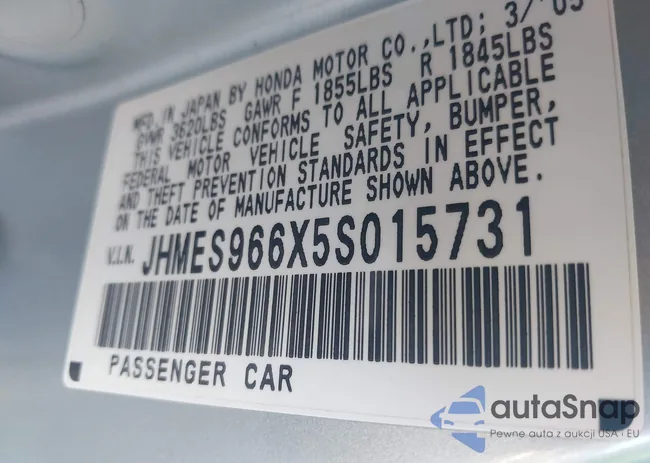 MFD. IN JAPAN BY HONDA MOTOR CO.,LTD; 3/'05
GVWR 3620LBS GAWR F 1855LBS R 1845LBS
THIS VEHICLE CONFORMS TO ALL APPLICABLE
FEDERAL MOTOR VEHICLE SAFETY, BUMPER,
AND THEFT PREVENTION STANDARDS IN EFFECT
ON THE DATE OF MANUFACTURE SHOWN ABOVE.
V.I.N. JHMES966X5S015731
PASSENGER CAR
autaSnap
Pewne auta z aukcji USA i EU